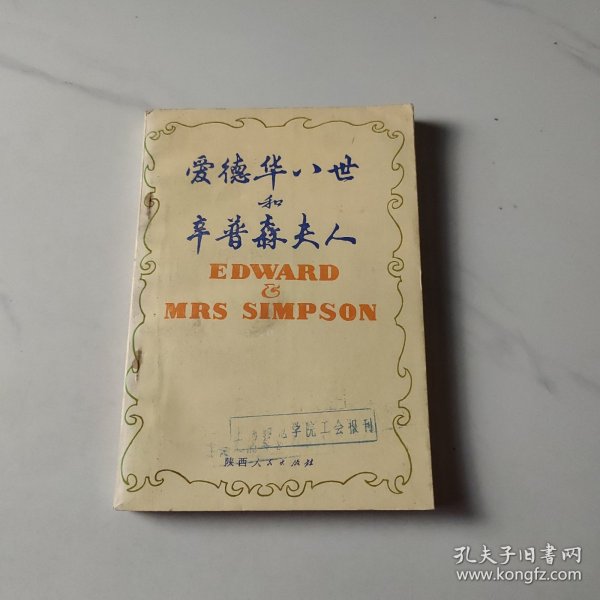 爱德华八世
和
辛普森夫人
EDWARD
&
MRS SIMPSON
学院工会报刊
陕西人民出版社
孔夫子旧书网
www.kongfz.com